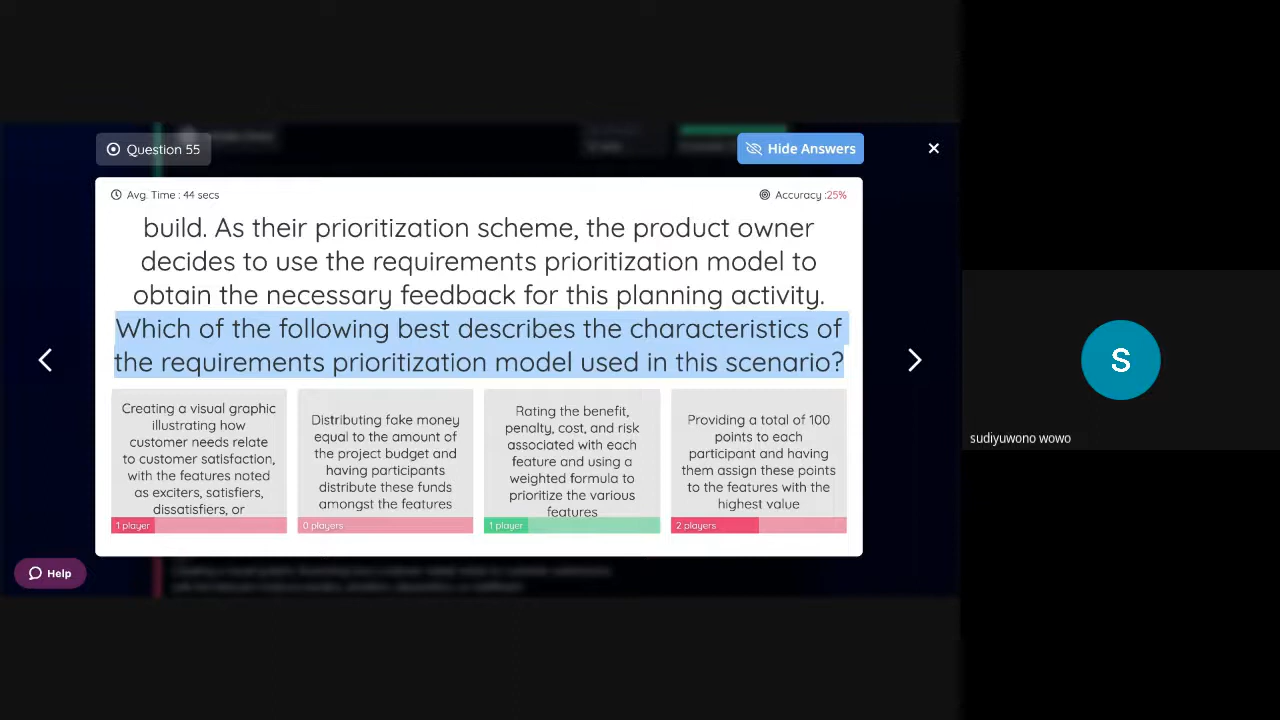 Question 55
Hide Answers
Avg. Time : 44 secs
Accuracy :25%
build. As their prioritization scheme, the product owner
decides to use the requirements prioritization model to
obtain the necessary feedback for this planning activity.
Which of the following best describes the characteristics of
the requirements prioritization model used in this scenario?
Creating a visual graphic
illustrating how
customer needs relate
to customer satisfaction,
with the features noted
as exciters, satisfiers,
dissatisfiers, or
1 player
Distributing fake money
equal to the amount of
the project budget and
having participants
distribute these funds
amongst the features
0 players
Rating the benefit,
penalty, cost, and risk
associated with each
feature and using a
weighted formula to
prioritize the various
features
1 player
Providing a total of 100
points to each
participant and having
them assign these points
to the features with the
highest value
2 players
Help
S
sudiyuwono wowo